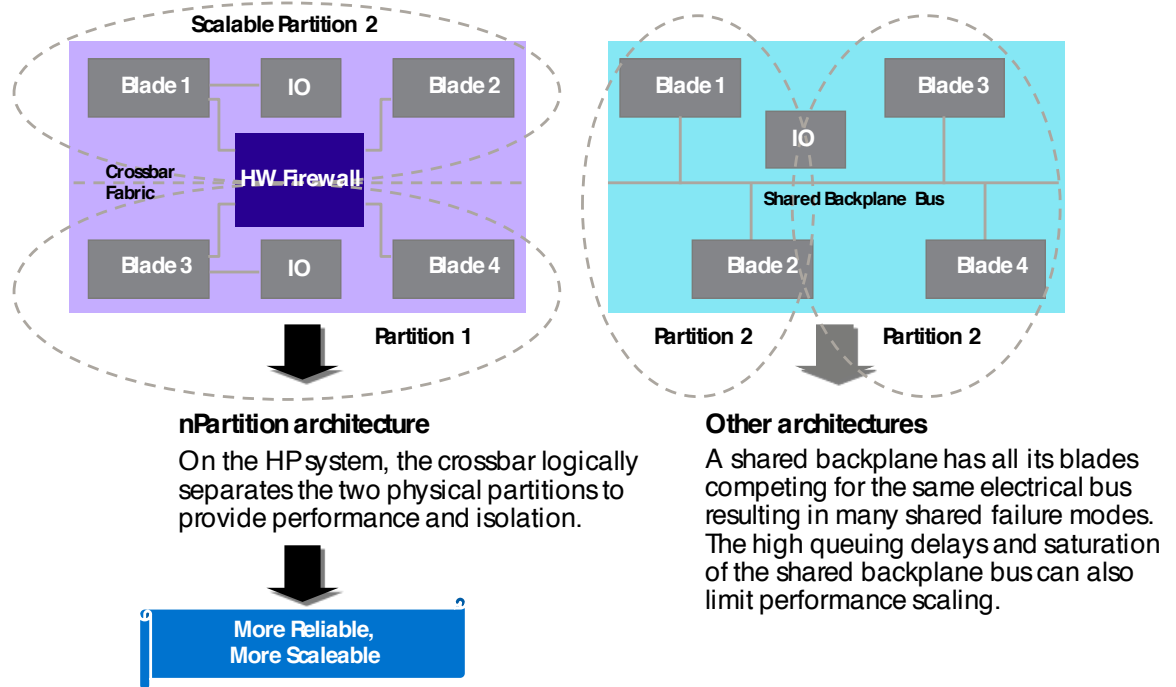 Scalable Partition 2
Blade 1
IO
Blade 2
Crossbar
Fabric
HW Firewall
Blade 3
IO
Blade 4
Partition 1
nPartition architecture
On the HP system, the crossbar logically
separates the two physical partitions to
provide performance and isolation.
More Reliable,
More Scaleable
Blade 1
Blade 3
IO
Shared Backplane Bus
Blade 2
Blade 4
Partition 2
Partition 2
Other architectures
A shared backplane has all its blades
competing for the same electrical bus
resulting in many shared failure modes.
The high queuing delays and saturation
of the shared backplane bus can also
limit performance scaling.